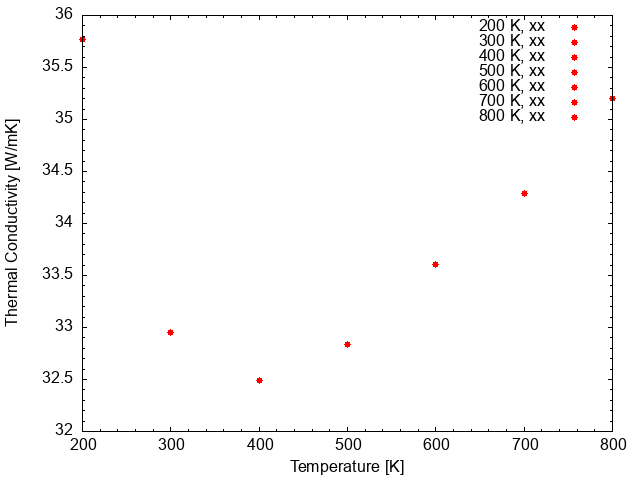 36
35.5
35
34.5
34
33.5
33
32.5
32
200 300 400 500 600 700 800
Thermal Conductivity [W/mK]
Temperature [K]
200 K, xx
300 K, xx
400 K, xx
500 K, xx
600 K, xx
700 K, xx
800 K, xx